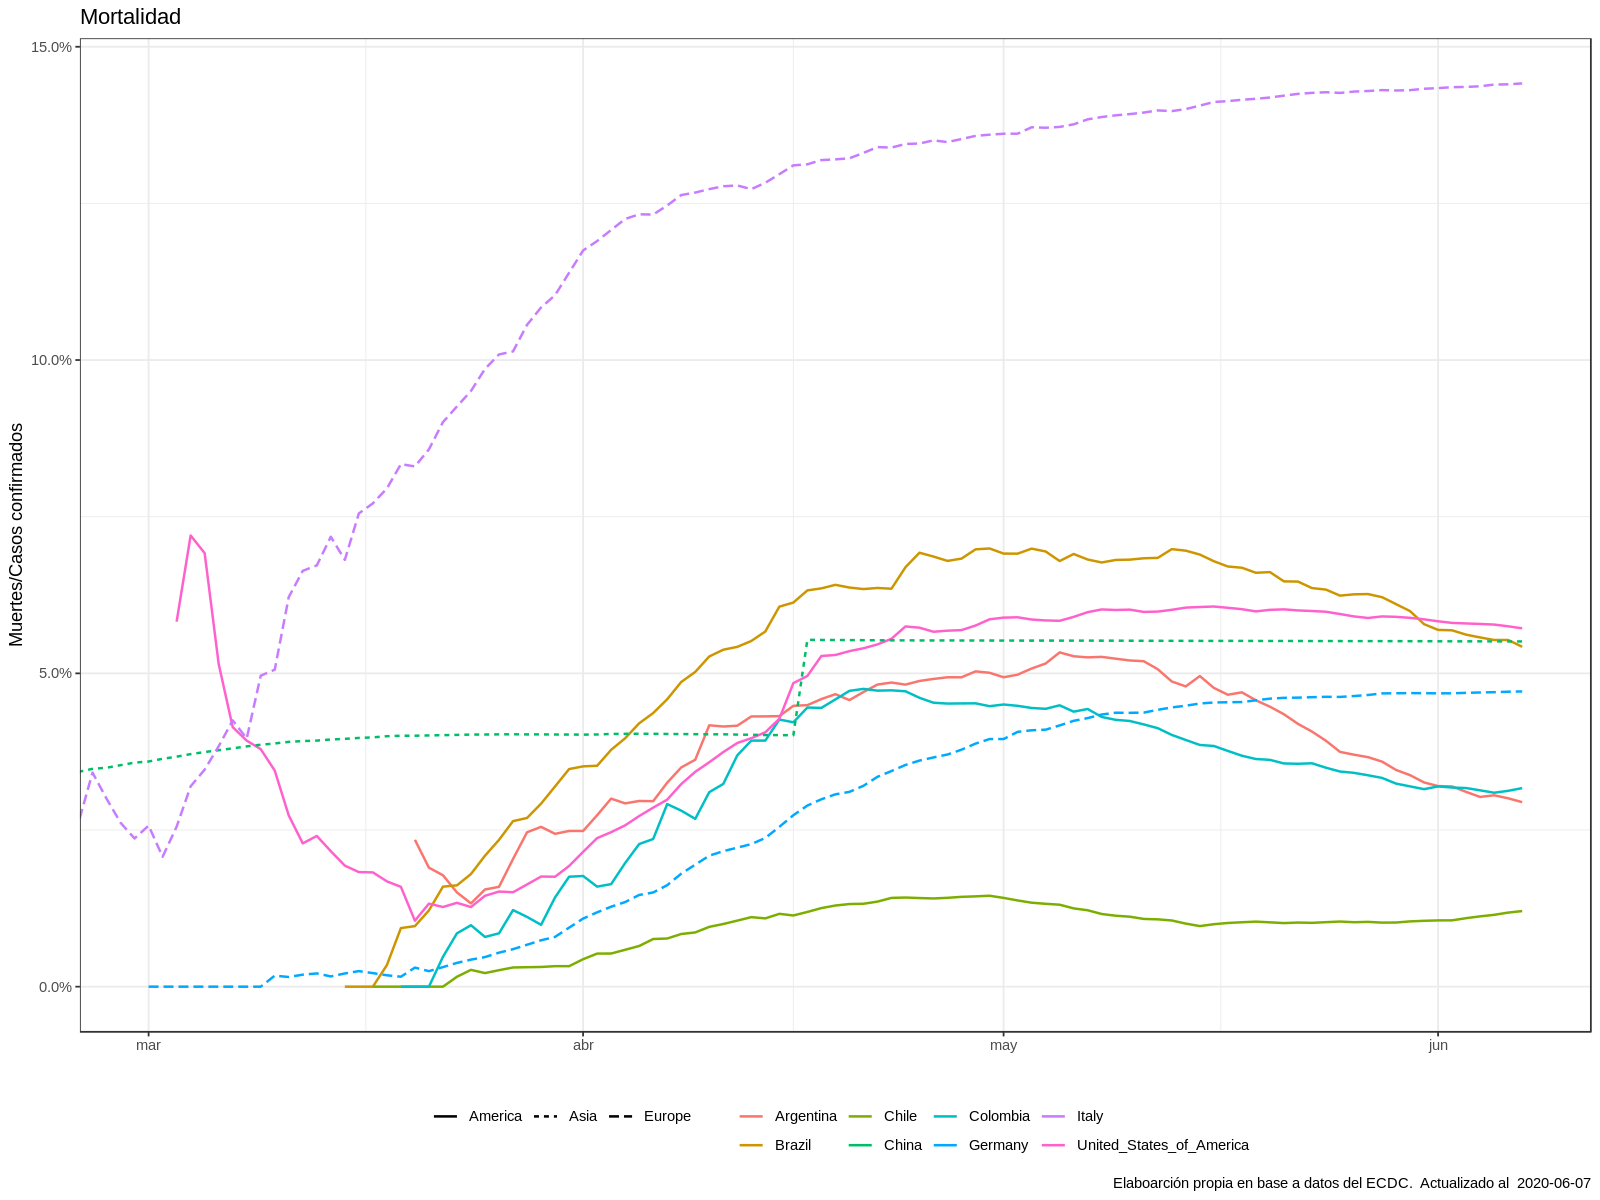 Mortalidad
Muertes/Casos confirmados
15.0%
10.0%
5.0%
0.0%
mar abr may jun
America Asia Europe Argentina Chile Colombia Italy
Brazil China Germany United_States_of_America
Elaboarción propia en base a datos del ECDC.  Actualizado al  2020-06-07